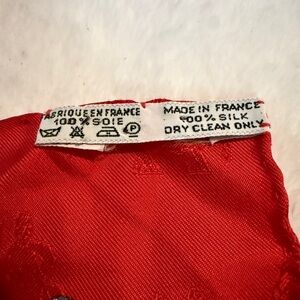 FABRIQUE EN FRANCE
100% SOIE
P
MADE IN FRANCE
100% SILK
DRY CLEAN ONLY